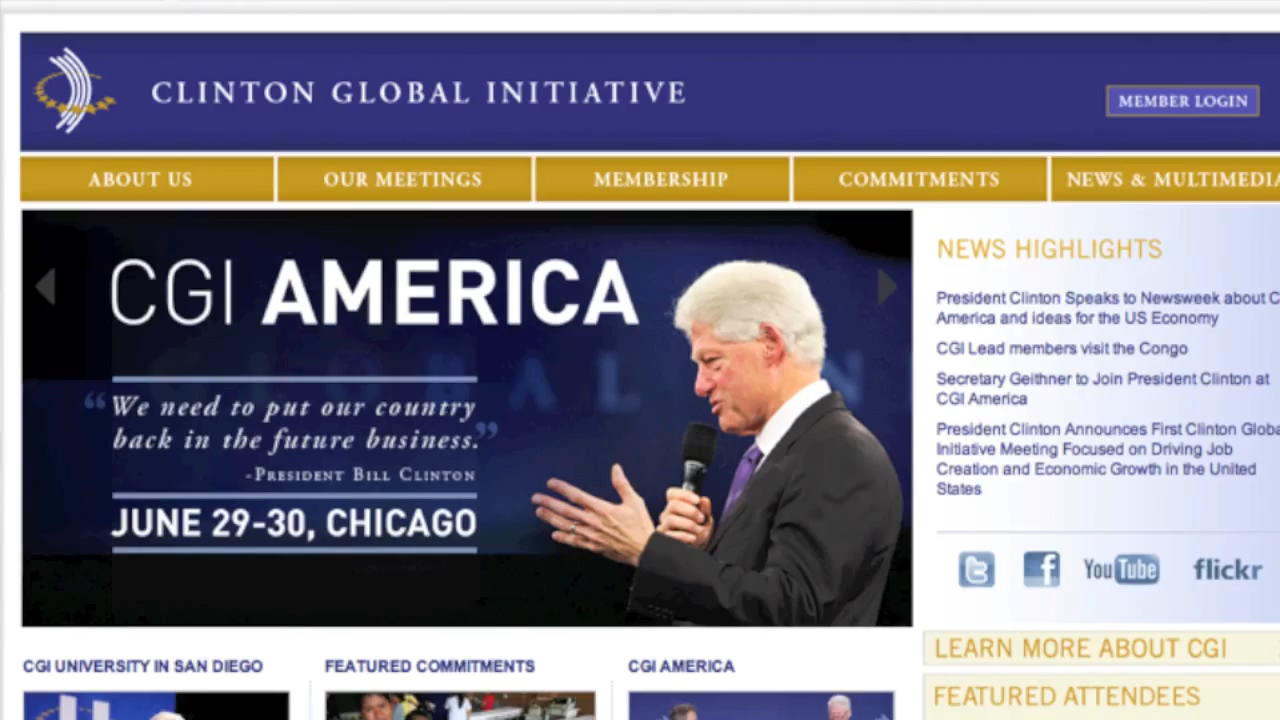 CLINTON GLOBAL INITIATIVE
MEMBER LOGIN
ABOUT US
OUR MEETINGS
MEMBERSHIP
COMMITMENTS
NEWS & MULTIMEDIA
CGI AMERICA
“We need to put our country
back in the future business.”
-PRESIDENT BILL CLINTON
JUNE 29-30, CHICAGO
NEWS HIGHLIGHTS
President Clinton Speaks to Newsweek about
America and ideas for the US Economy
CGI Lead members visit the Congo
Secretary Geithner to Join President Clinton at
CGI America
President Clinton Announces First Clinton Global
Initiative Meeting Focused on Driving Job
Creation and Economic Growth in the United
States
You Tube
flickr
LEARN MORE ABOUT CGI
FEATURED ATTENDEES
CGI UNIVERSITY IN SAN DIEGO
FEATURED COMMITMENTS
CGI AMERICA